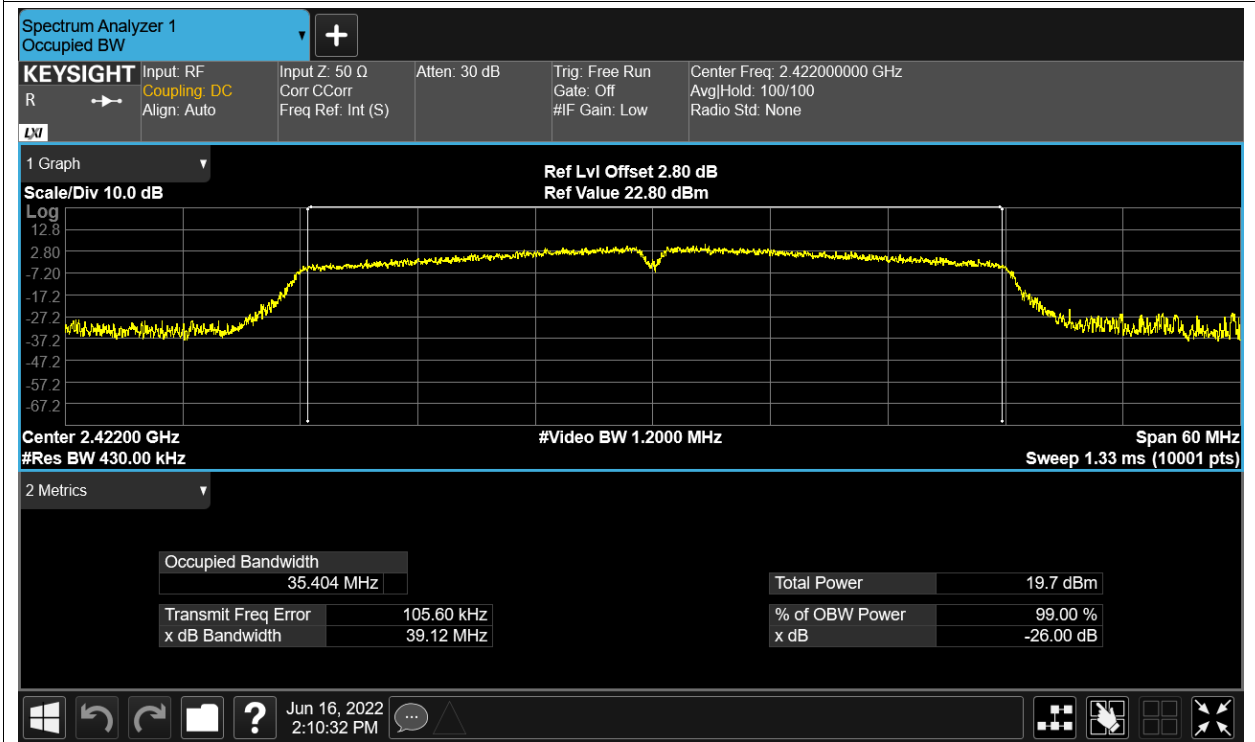 Spectrum Analyzer 1
Occupied BW
KEYSIGHT
R
LXI
Input: RF
Coupling: DC
Align: Auto
Input Z: 50 Ω
Corr CCorr
Freq Ref: Int (S)
Atten: 30 dB
Trig: Free Run
Gate: Off
#IF Gain: Low
Center Freq: 2.422000000 GHz
Avg|Hold: 100/100
Radio Std: None
1 Graph
Scale/Div 10.0 dB
Ref Lvl Offset 2.80 dB
Ref Value 22.80 dBm
Log
12.8
2.80
-7.20
-17.2
-27.2
-37.2
-47.2
-57.2
-67.2
Center 2.42200 GHz
#Video BW 1.2000 MHz
Span 60 MHz
#Res BW 430.00 kHz
Sweep 1.33 ms (10001 pts)
2 Metrics
Occupied Bandwidth
35.404 MHz
Transmit Freq Error 105.60 kHz
x dB Bandwidth 39.12 MHz
Total Power 19.7 dBm
% of OBW Power 99.00 %
x dB -26.00 dB
?
Jun 16, 2022
2:10:32 PM